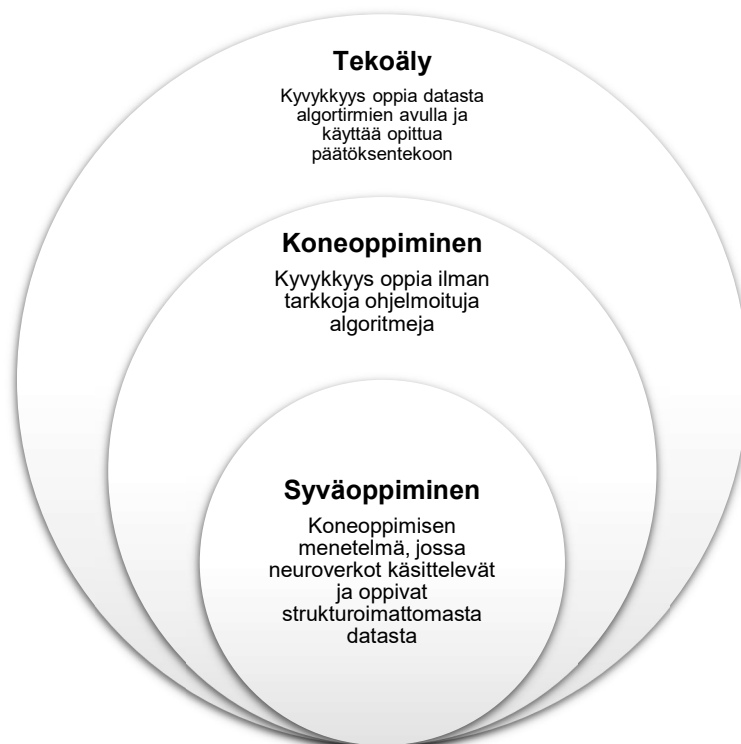 Tekoäly
Kyvykkyys oppia datasta
algortirmien avulla ja
käyttää opittua
päätöksentekoon
Koneoppiminen
Kyvykkyys oppia ilman
tarkkoja ohjelmoituja
algoritmeja
Syväoppiminen
Koneoppimisen
menetelmä, jossa
neuroverkot käsittelevät
ja oppivat
strukturoimattomasta
datasta